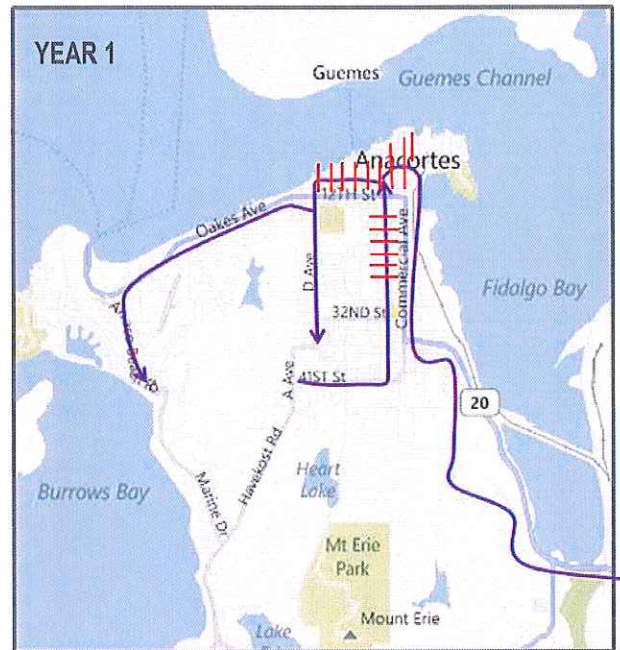 YEAR 1
Guemes
Guemes Channel
Anacortes
12TH St
Oakes Ave
Commercial Ave
D Ave
Fidalgo Bay
32ND St
41ST St
A Ave
20
Havekost Rd
Heart
Lake
Burrows Bay
Marine Dr
Mt Erie
Park
Mount Erie
Lake